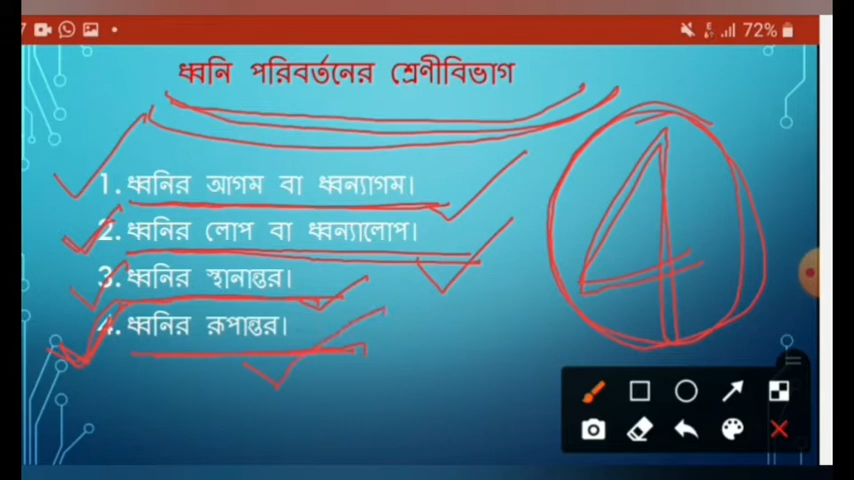 72%
ধ্বনি পরিবর্তনের শ্রেণীবিভাগ
1. ধ্বনির আগম বা ধ্বন্যাগম।
2. ধ্বনির লোপ বা ধ্বন্যালোপ।
3. ধ্বনির স্থানান্তর।
4. ধ্বনির রূপান্তর।
4